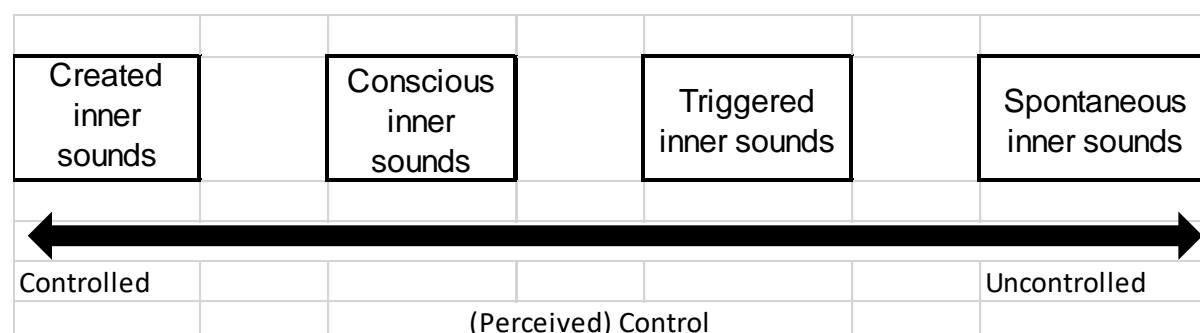 Created
inner
sounds
Conscious
inner
sounds
Triggered
inner sounds
Spontaneous
inner sounds
Controlled
Uncontrolled
(Perceived) Control